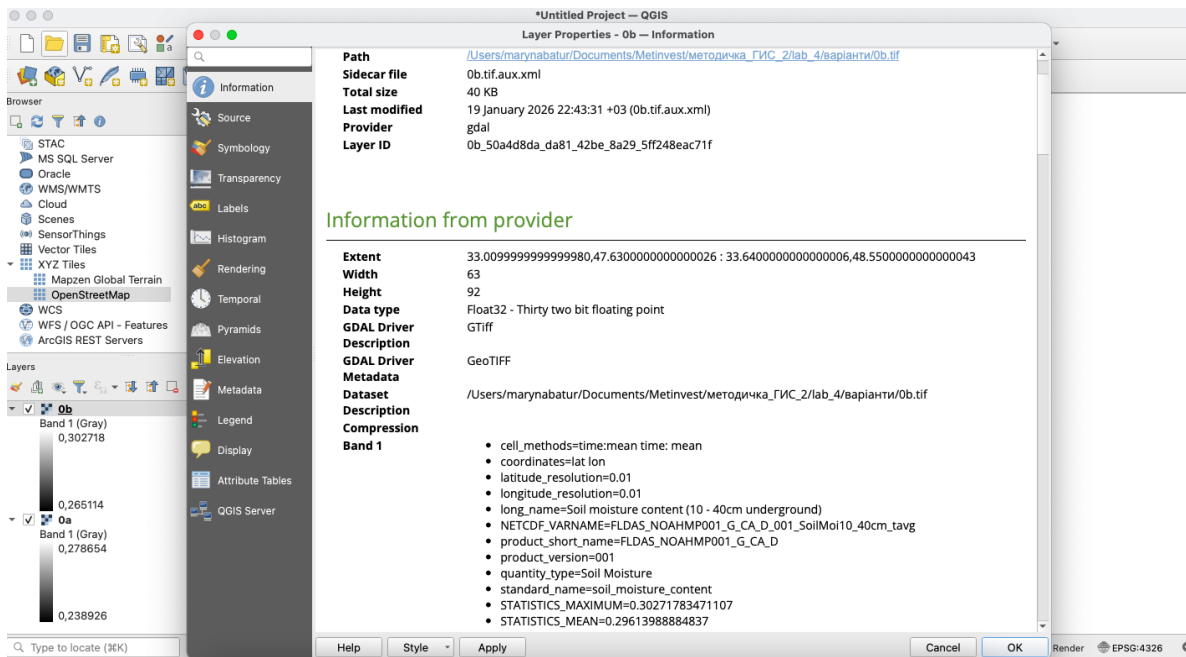 *Untitled Project — QGIS
Layer Properties - 0b — Information
Browser
STAC
MS SQL Server
Oracle
WMS/WMTS
Cloud
Scenes
SensorThings
Vector Tiles
XYZ Tiles
Mapzen Global Terrain
OpenStreetMap
WCS
WFS / OGC API - Features
ArcGIS REST Servers
Layers
0b
Band 1 (Gray)
0,302718
0,265114
0a
Band 1 (Gray)
0,278654
0,238926
Type to locate (⌘K)
Information
Source
Symbology
Transparency
abc Labels
Histogram
Rendering
Temporal
Pyramids
Elevation
Metadata
Legend
Display
Attribute Tables
QGIS Server
Path /Users/marynabatur/Documents/Metinvest/методичка_ГИС_2/lab_4/варіанти/0b.tif
Sidecar file 0b.tif.aux.xml
Total size 40 KB
Last modified 19 January 2026 22:43:31 +03 (0b.tif.aux.xml)
Provider gdal
Layer ID 0b_50a4d8da_da81_42be_8a29_5ff248eac71f
Information from provider
Extent 33.0099999999999980,47.6300000000000026 : 33.6400000000000006,48.5500000000000043
Width 63
Height 92
Data type Float32 - Thirty two bit floating point
GDAL Driver GTiff
Description
GDAL Driver GeoTIFF
Metadata
Dataset /Users/marynabatur/Documents/Metinvest/методичка_ГИС_2/lab_4/варіанти/0b.tif
Description
Compression
Band 1
• cell_methods=time:mean time: mean
• coordinates=lat lon
• latitude_resolution=0.01
• longitude_resolution=0.01
• long_name=Soil moisture content (10 - 40cm underground)
• NETCDF_VARNAME=FLDAS_NOAHMP001_G_CA_D_001_SoilMoi10_40cm_tavg
• product_short_name=FLDAS_NOAHMP001_G_CA_D
• product_version=001
• quantity_type=Soil Moisture
• standard_name=soil_moisture_content
• STATISTICS_MAXIMUM=0.30271783471107
• STATISTICS_MEAN=0.29613988884837
Help Style Apply Cancel OK
Render EPSG:4326